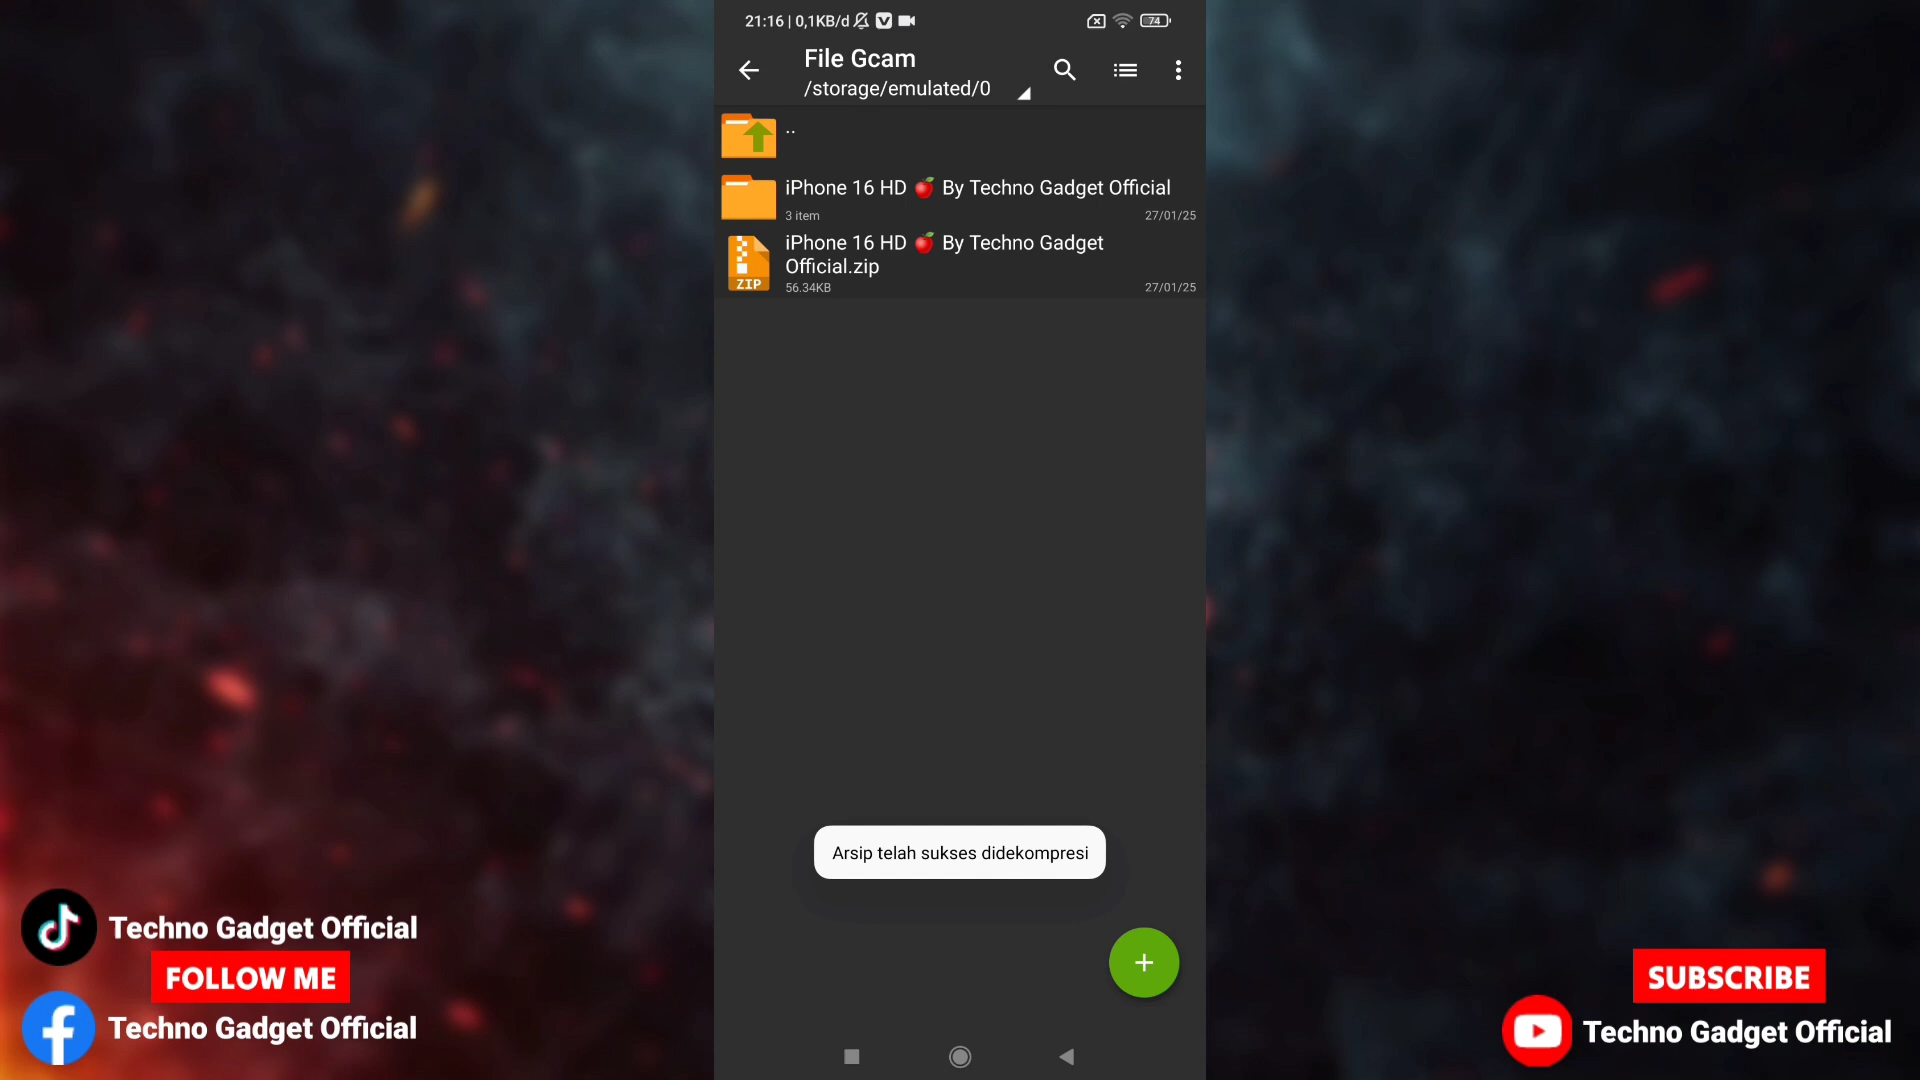 21:16 | 0,1KB/d
74
File Gcam
/storage/emulated/0
..
iPhone 16 HD 🍎 By Techno Gadget Official
3 item
27/01/25
iPhone 16 HD 🍎 By Techno Gadget
Official.zip
ZIP
56.34KB
27/01/25
Arsip telah sukses didekompresi
Techno Gadget Official
FOLLOW ME
Techno Gadget Official
SUBSCRIBE
Techno Gadget Official